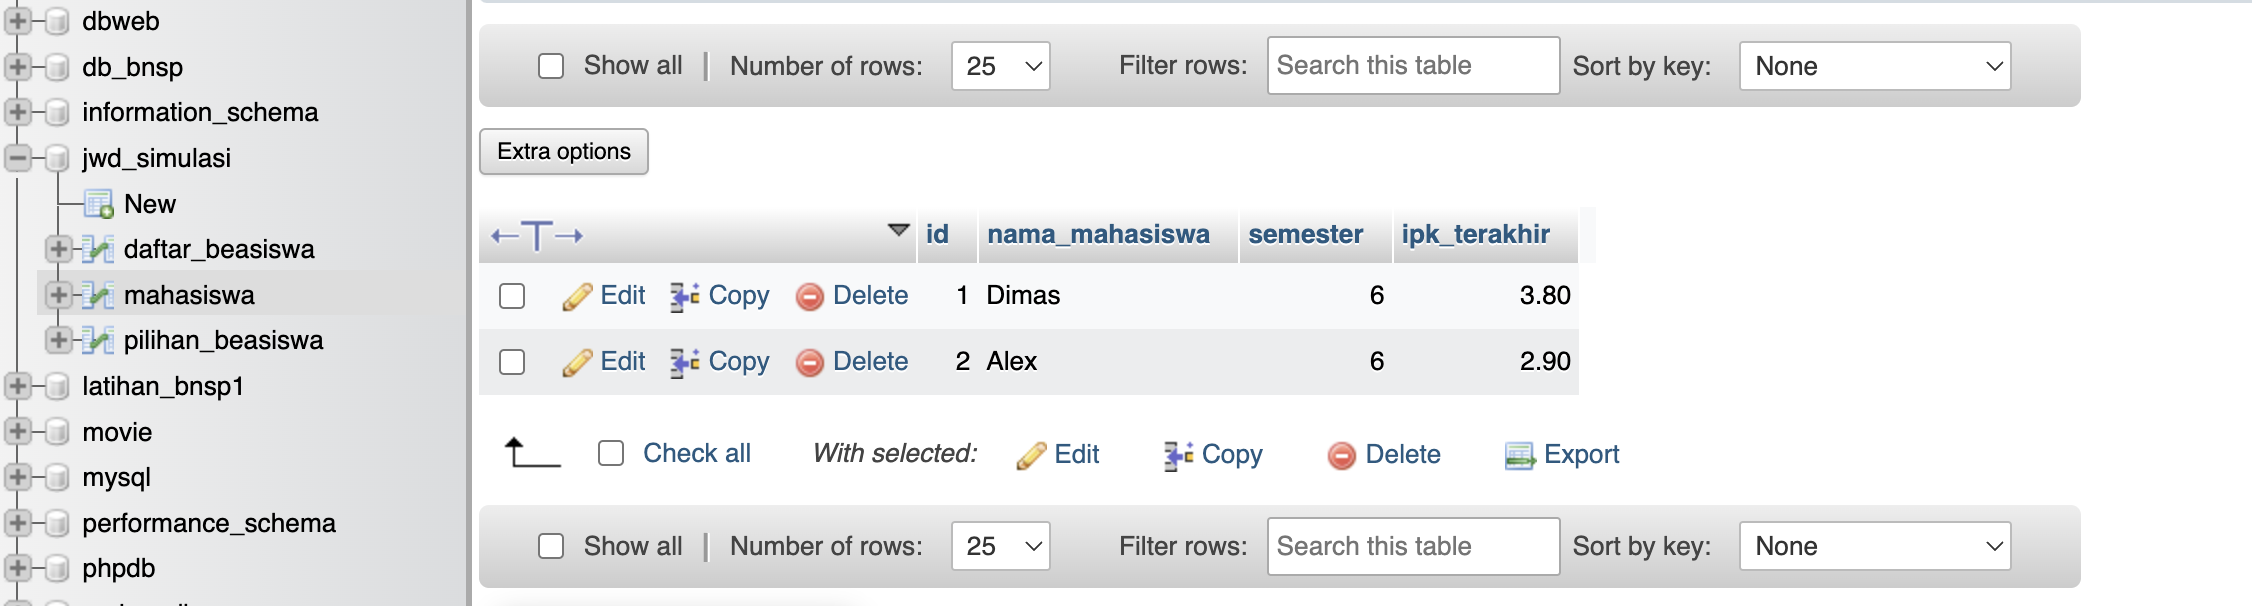 dbweb
db_bnsp
information_schema
jwd_simulasi
New
daftar_beasiswa
mahasiswa
pilihan_beasiswa
latihan_bnsp1
movie
mysql
performance_schema
phpdb
Show all | Number of rows: 25 Filter rows: Search this table Sort by key: None
Extra options
←T→ id nama_mahasiswa semester ipk_terakhir
Edit Copy Delete 1 Dimas 6 3.80
Edit Copy Delete 2 Alex 6 2.90
Check all With selected: Edit Copy Delete Export
Show all | Number of rows: 25 Filter rows: Search this table Sort by key: None